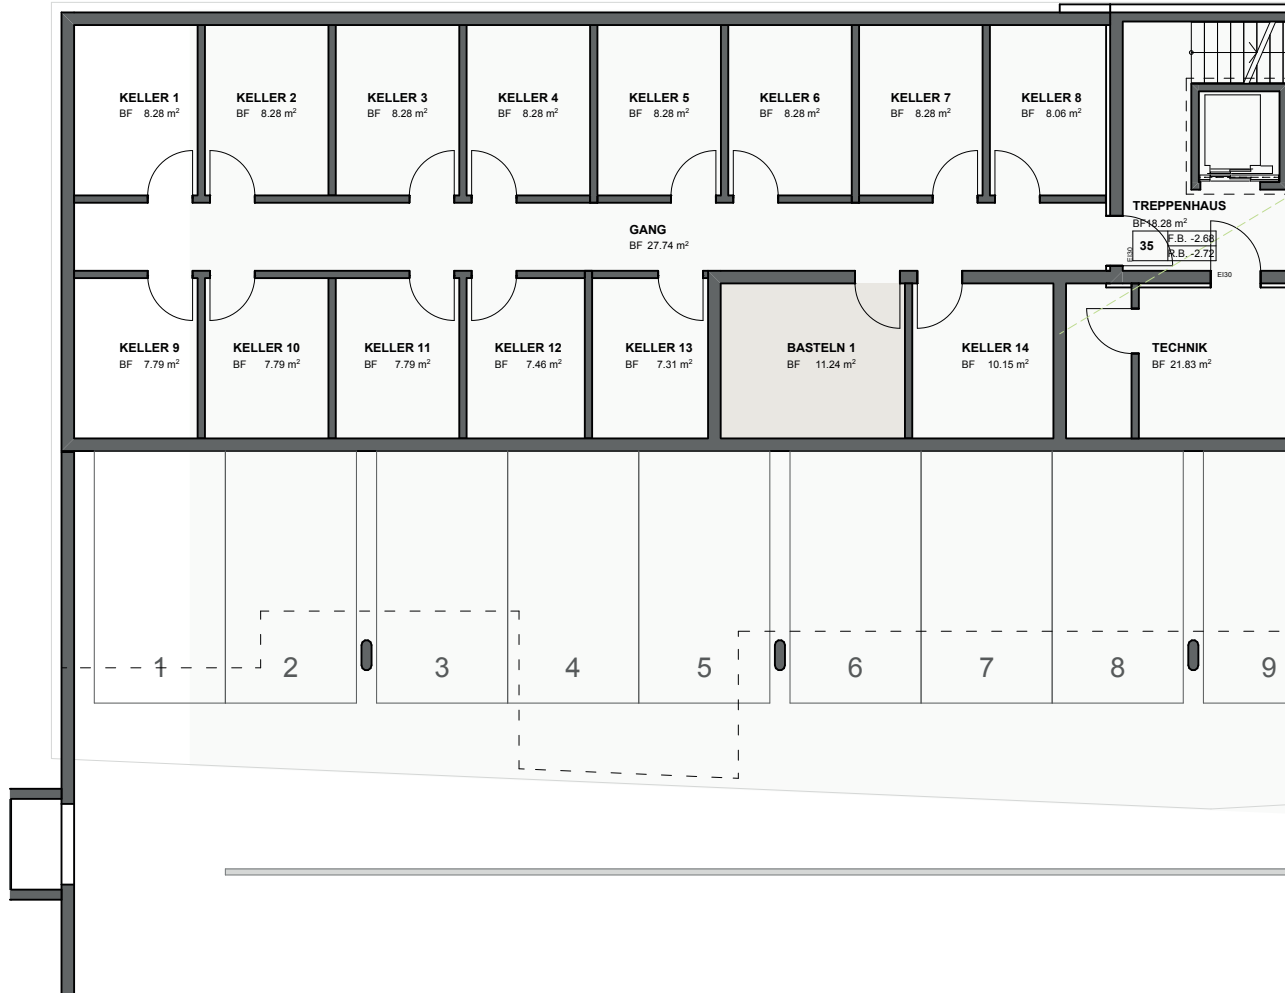 KELLER 1
BF 8.28 m²
KELLER 2
BF 8.28 m²
KELLER 3
BF 8.28 m²
KELLER 4
BF 8.28 m²
KELLER 5
BF 8.28 m²
KELLER 6
BF 8.28 m²
KELLER 7
BF 8.28 m²
KELLER 8
BF 8.06 m²
GANG
BF 27.74 m²
TREPPENHAUS
BF18.28 m²
35
F.B. -2.68
R.B. -2.72
EI30
EI30
KELLER 9
BF 7.79 m²
KELLER 10
BF 7.79 m²
KELLER 11
BF 7.79 m²
KELLER 12
BF 7.46 m²
KELLER 13
BF 7.31 m²
BASTELN 1
BF 11.24 m²
KELLER 14
BF 10.15 m²
TECHNIK
BF 21.83 m²
1
2
3
4
5
6
7
8
9